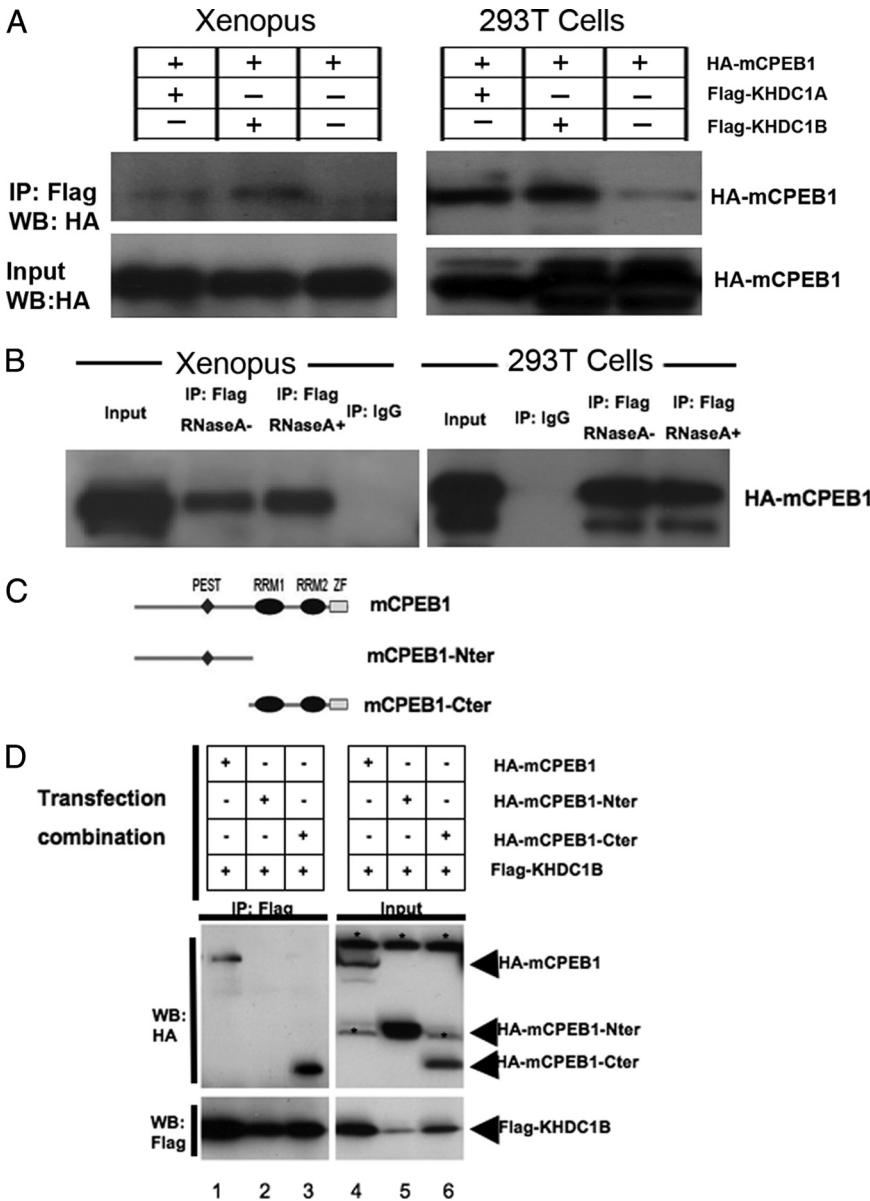 A
Xenopus
293T Cells
+ + +
+ – –
– + –
+ + +
+ – –
– + –
HA-mCPEB1
Flag-KHDC1A
Flag-KHDC1B
IP: Flag
WB: HA
HA-mCPEB1
Input
WB:HA
HA-mCPEB1
B
Xenopus
293T Cells
Input
IP: Flag
RNaseA-
IP: Flag
RNaseA+
IP: IgG
Input
IP: IgG
IP: Flag
RNaseA-
IP: Flag
RNaseA+
HA-mCPEB1
C
PEST RRM1 RRM2 ZF
mCPEB1
mCPEB1-Nter
mCPEB1-Cter
D
Transfection
combination
+ - - + - - HA-mCPEB1
- + - - + - HA-mCPEB1-Nter
- - + - - + HA-mCPEB1-Cter
+ + + + + + Flag-KHDC1B
IP: Flag
Input
WB:
HA
* * *
HA-mCPEB1
* *
HA-mCPEB1-Nter
HA-mCPEB1-Cter
WB:
Flag
Flag-KHDC1B
1 2 3 4 5 6